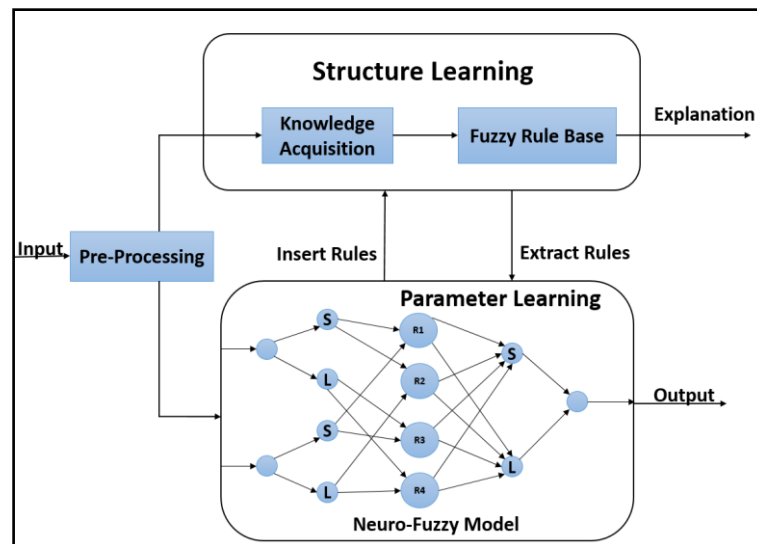 Structure Learning
Knowledge
Acquisition
Fuzzy Rule Base
Explanation
Input
Pre-Processing
Insert Rules
Extract Rules
Parameter Learning
S
R1
S
L
R2
S
R3
L
L
R4
Output
Neuro-Fuzzy Model